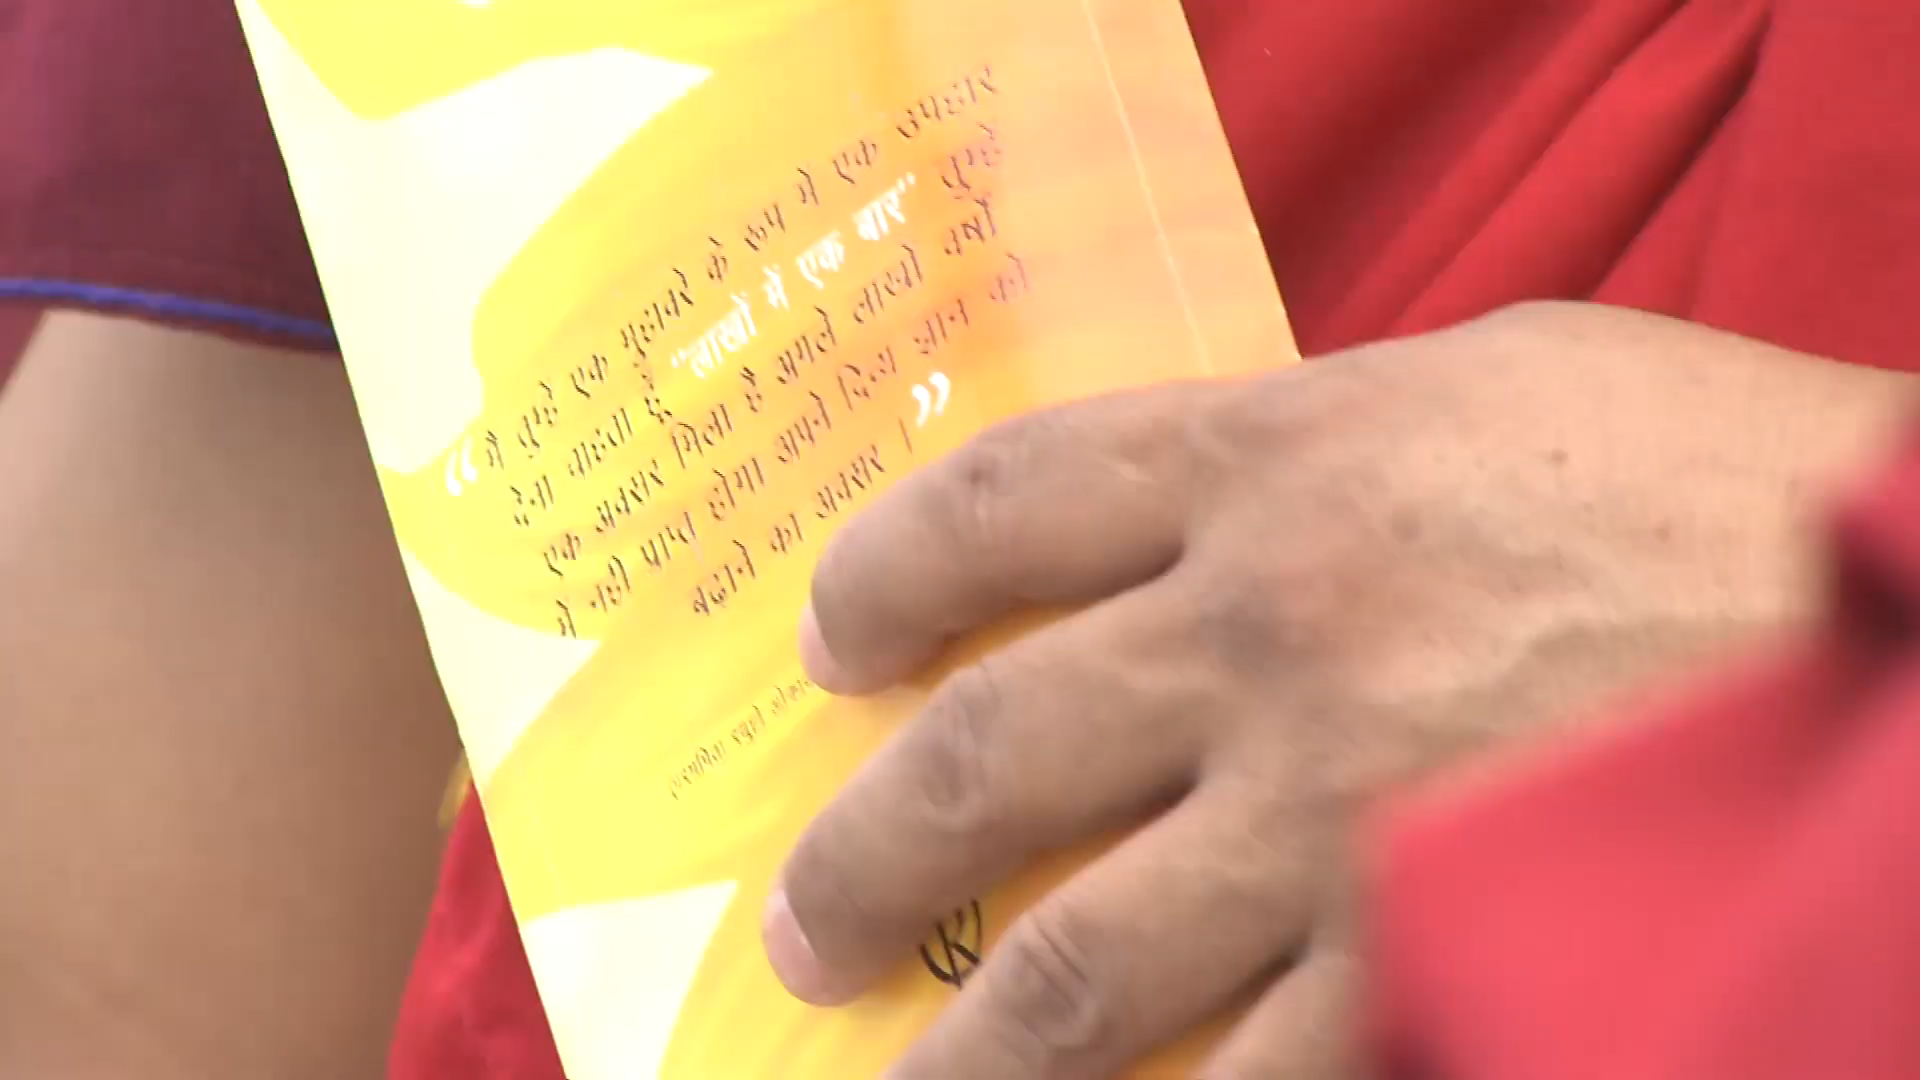 “मैं तुम्हें एक मुहावरे के रूप में एक उपहार
देना चाहता हूँ “लाखों में एक बार” तुम्हें
एक अवसर मिला है अगले लाखों वर्षों
में नहीं प्राप्त होगा अपने दिव्य ज्ञान को
बढ़ाने का अवसर ।”